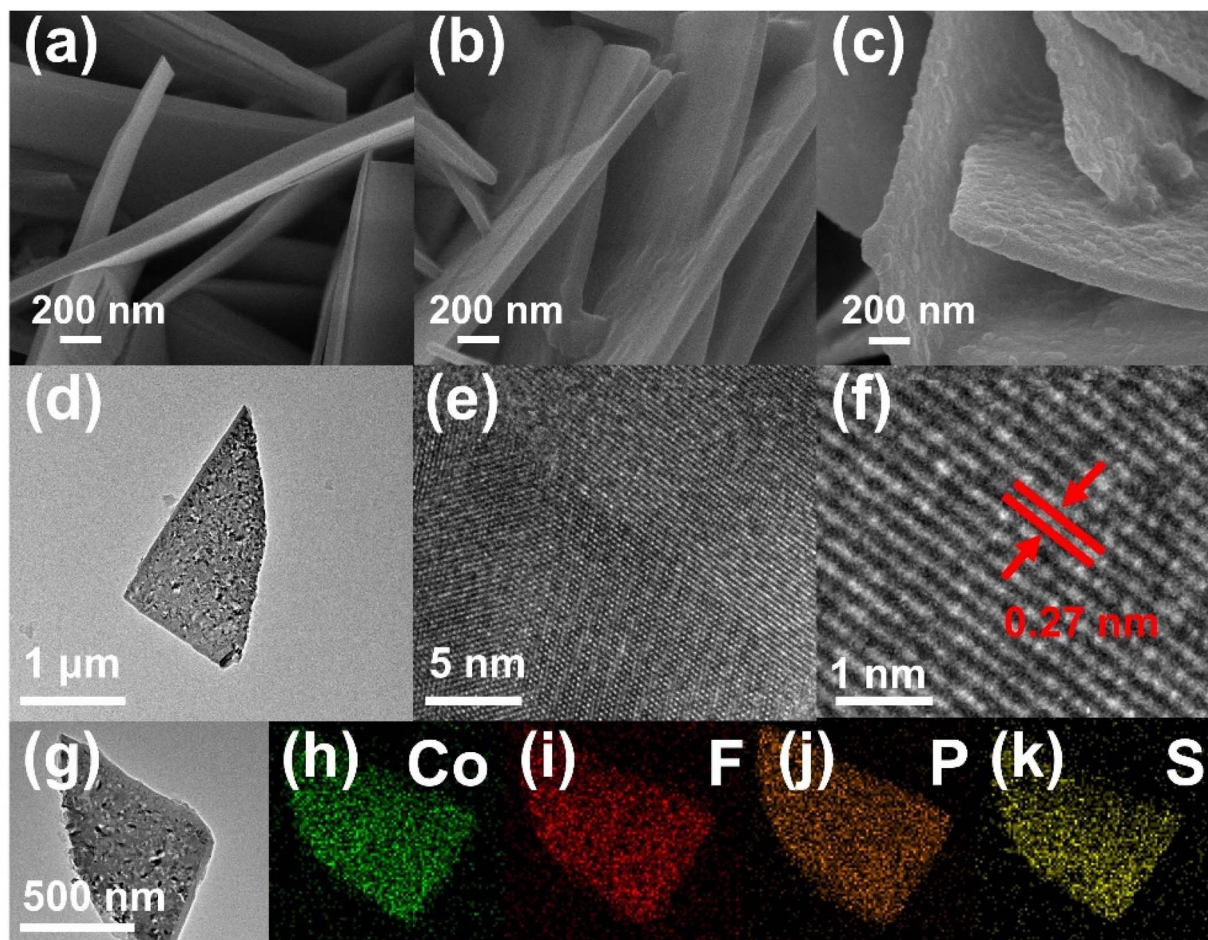 (a)
200 nm
(b)
200 nm
(c)
200 nm
(d)
1 μm
(e)
5 nm
(f)
0.27 nm
1 nm
(g)
500 nm
(h)
Co
(i)
F
(j)
P
(k)
S